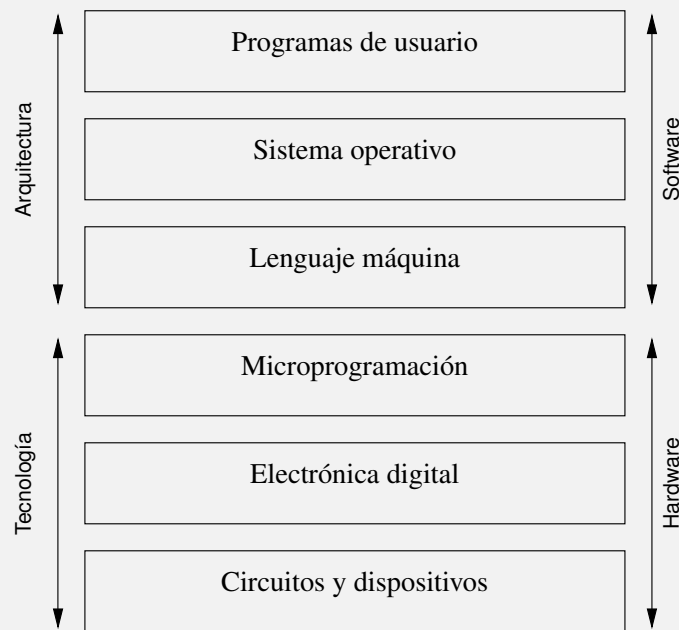 Programas de usuario
Sistema operativo
Lenguaje máquina
Microprogramación
Electrónica digital
Circuitos y dispositivos
Arquitectura
Tecnología
Software
Hardware